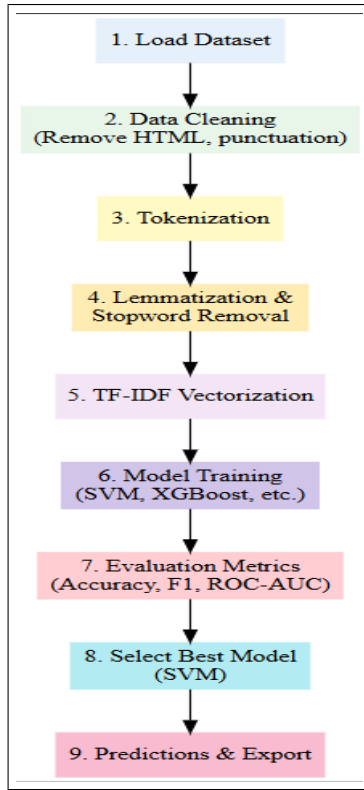 1. Load Dataset
2. Data Cleaning
(Remove HTML, punctuation)
3. Tokenization
4. Lemmatization &
Stopword Removal
5. TF-IDF Vectorization
6. Model Training
(SVM, XGBoost, etc.)
7. Evaluation Metrics
(Accuracy, F1, ROC-AUC)
8. Select Best Model
(SVM)
9. Predictions & Export